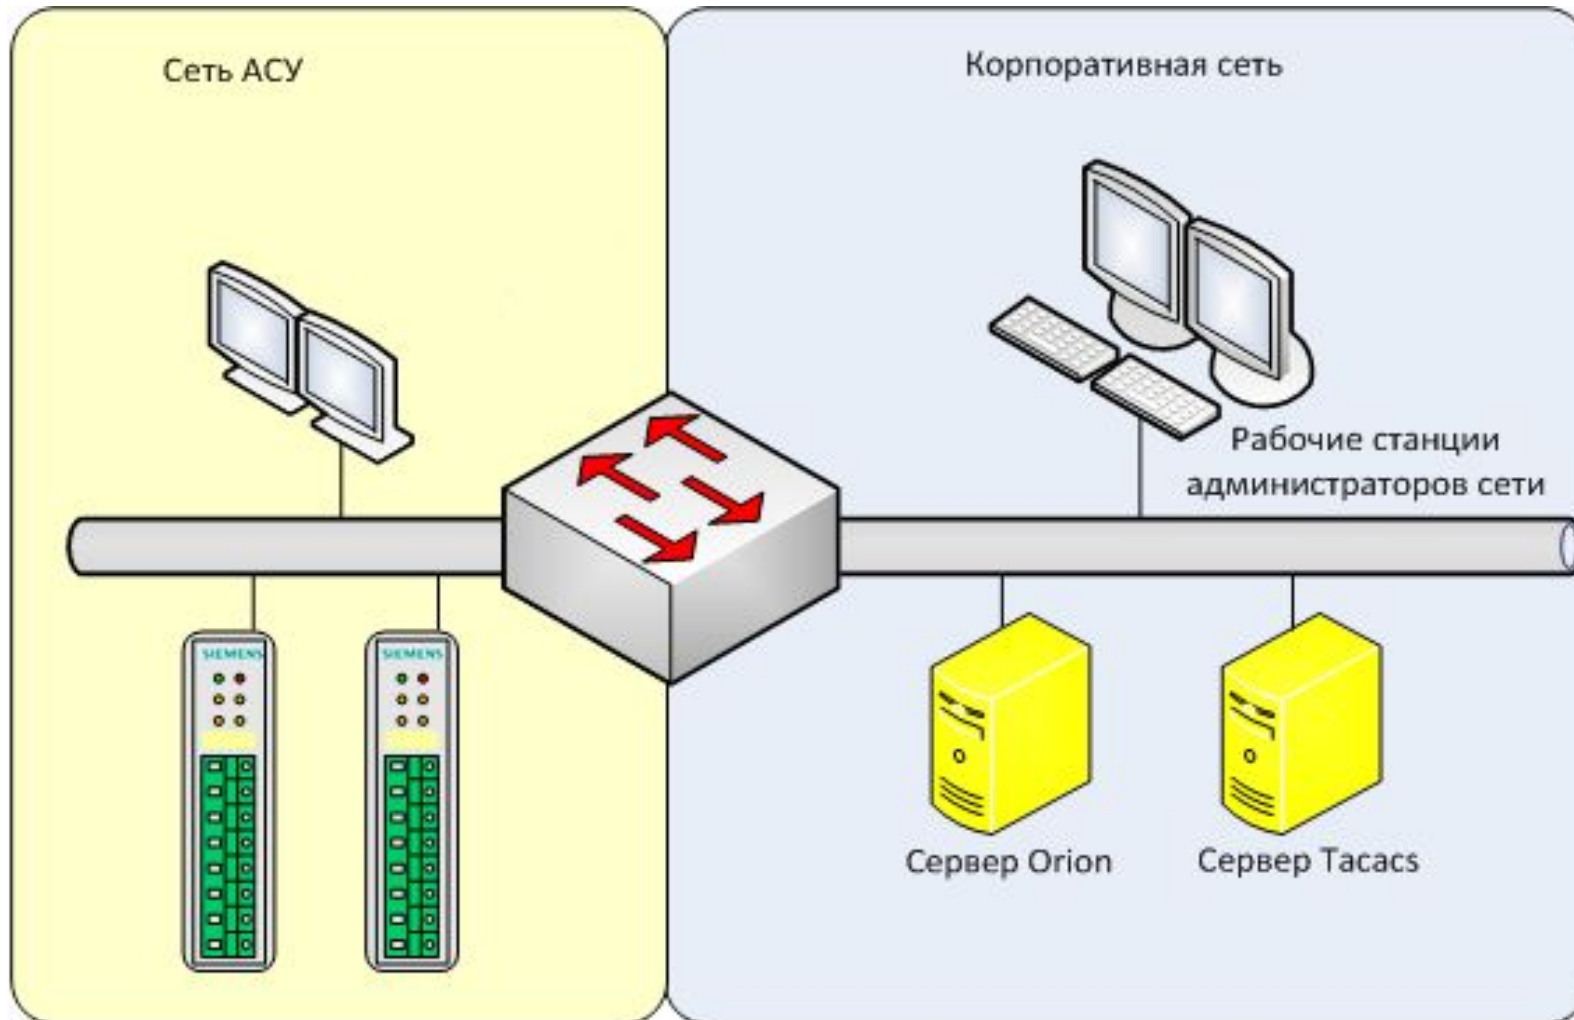 Сеть АСУ
Корпоративная сеть
Рабочие станции
администраторов сети
SIEMENS
SIEMENS
Сервер Orion
Сервер Tacacs